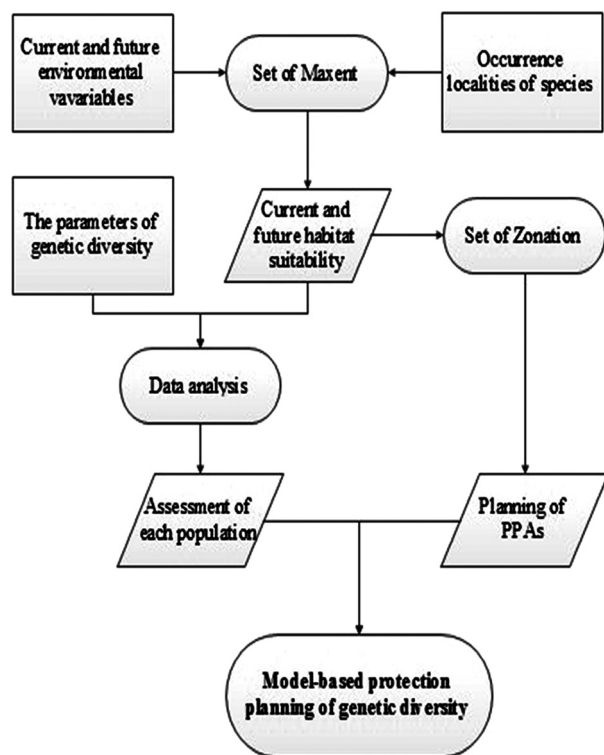 Current and future
environmental
vavariables
Set of Maxent
Occurrence
localities of species
The parameters of
genetic diversity
Current and
future habitat
suitability
Set of Zonation
Data analysis
Assessment of
each population
Planning of
PPAs
Model-based protection
planning of genetic diversity